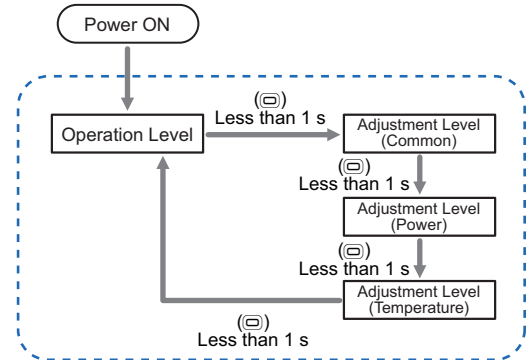 Power ON
Operation Level
( )
Less than 1 s
Adjustment Level
(Common)
( )
Less than 1 s
Adjustment Level
(Power)
( )
Less than 1 s
Adjustment Level
(Temperature)
( )
Less than 1 s